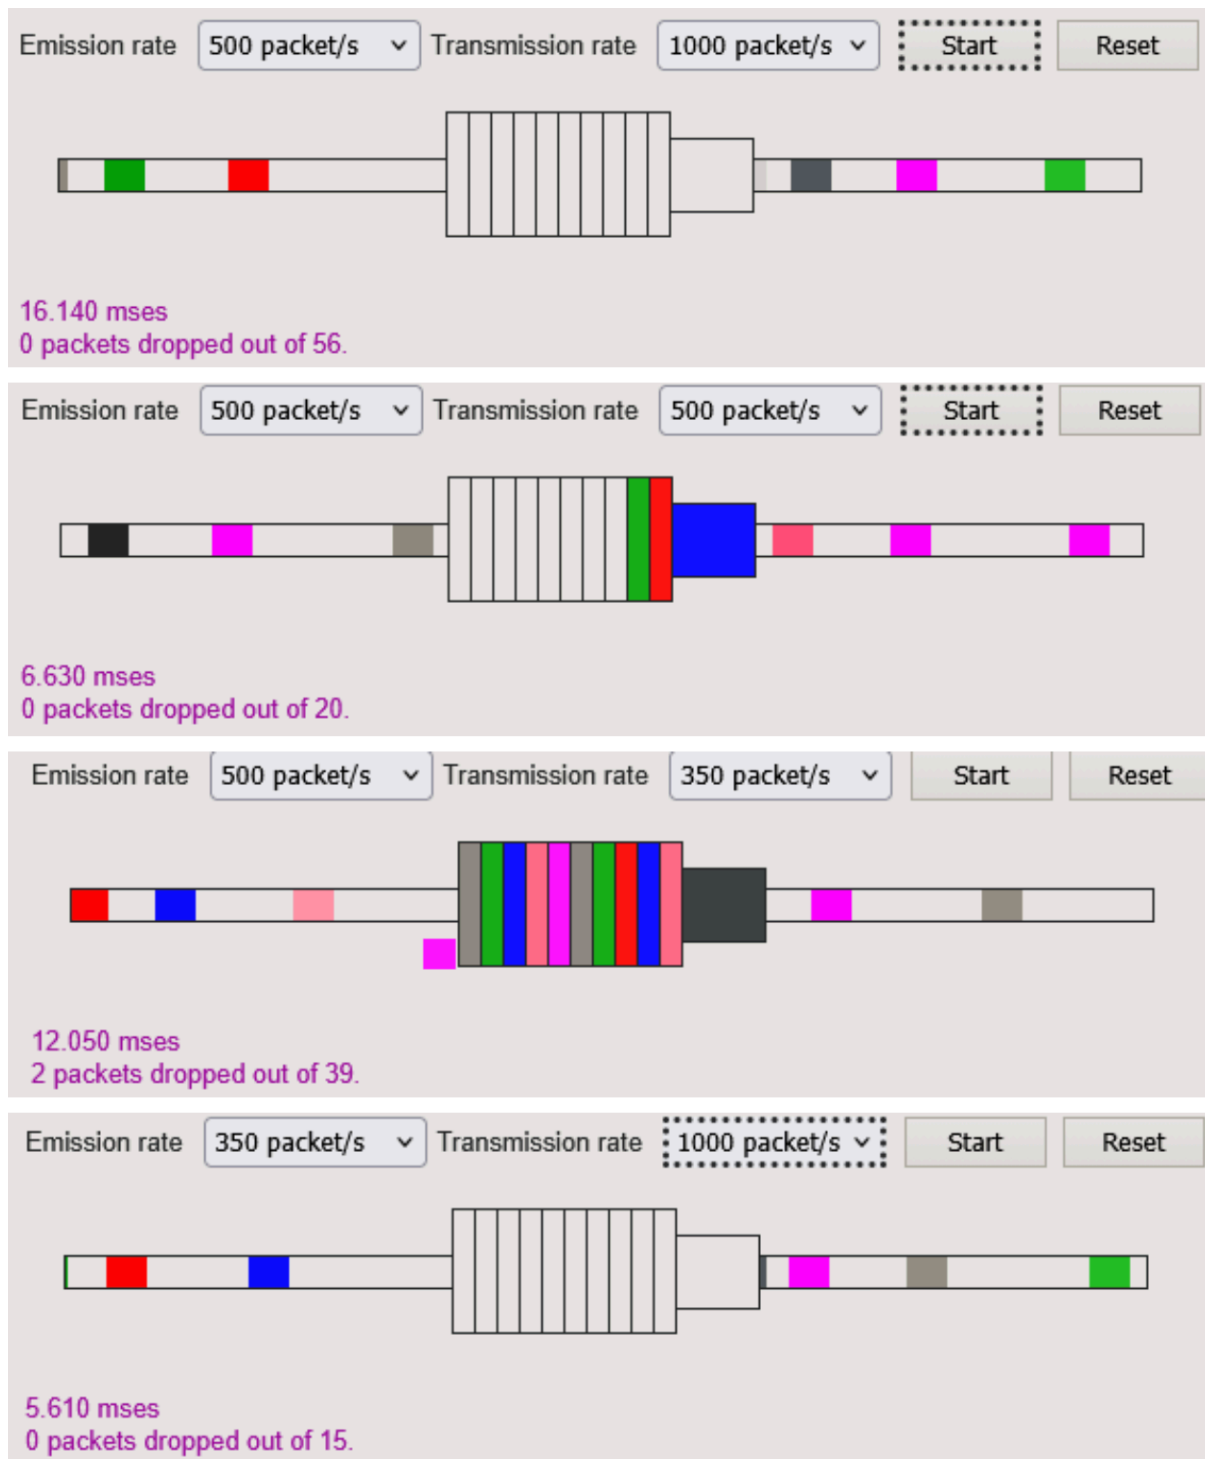 Emission rate 500 packet/s Transmission rate 1000 packet/s Start Reset
16.140 mses
0 packets dropped out of 56.
Emission rate 500 packet/s Transmission rate 500 packet/s Start Reset
6.630 mses
0 packets dropped out of 20.
Emission rate 500 packet/s Transmission rate 350 packet/s Start Reset
12.050 mses
2 packets dropped out of 39.
Emission rate 350 packet/s Transmission rate 1000 packet/s Start Reset
5.610 mses
0 packets dropped out of 15.